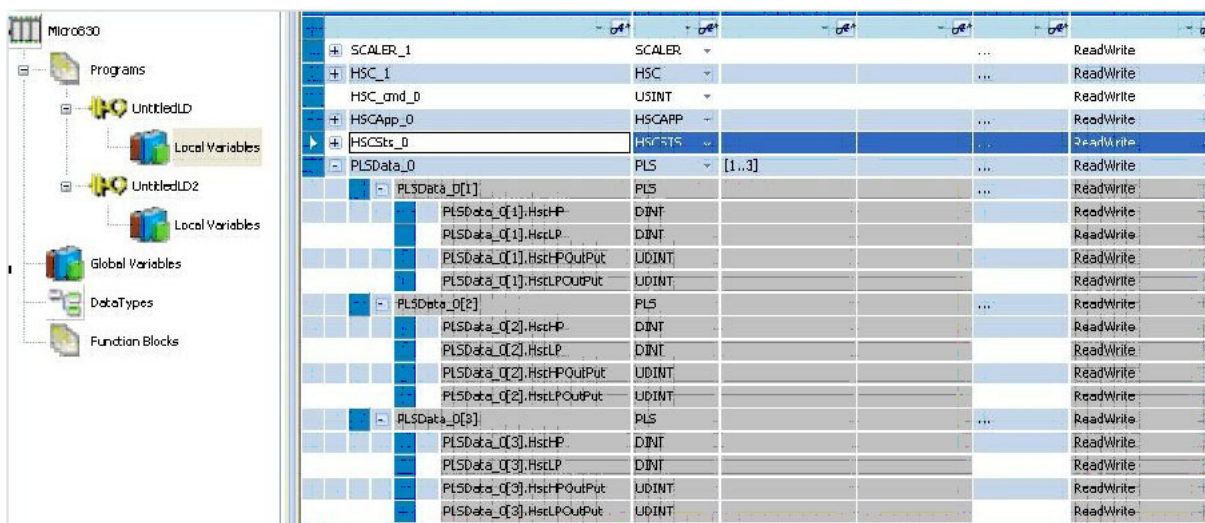 Micro830
Programs
UntitledLD
Local Variables
UntitledLD2
Local Variables
Global Variables
DataTypes
Function Blocks
SCALER_1 SCALER ... ReadWrite
HSC_1 HSC ... ReadWrite
HSC_cmd_0 USINT ReadWrite
HSCApp_0 HSCAPP ... ReadWrite
HSCSts_0 HSCSTS ... ReadWrite
PLSData_0 PLS [1..3] ... ReadWrite
PLSData_0[1] PLS ... ReadWrite
PLSData_0[1].HscHP DINT ReadWrite
PLSData_0[1].HscLP DINT ReadWrite
PLSData_0[1].HscHPOutPut UDINT ReadWrite
PLSData_0[1].HscLPOutPut UDINT ReadWrite
PLSData_0[2] PLS ... ReadWrite
PLSData_0[2].HscHP DINT ReadWrite
PLSData_0[2].HscLP DINT ReadWrite
PLSData_0[2].HscHPOutPut UDINT ReadWrite
PLSData_0[2].HscLPOutPut UDINT ReadWrite
PLSData_0[3] PLS ... ReadWrite
PLSData_0[3].HscHP DINT ReadWrite
PLSData_0[3].HscLP DINT ReadWrite
PLSData_0[3].HscHPOutPut UDINT ReadWrite
PLSData_0[3].HscLPOutPut UDINT ReadWrite